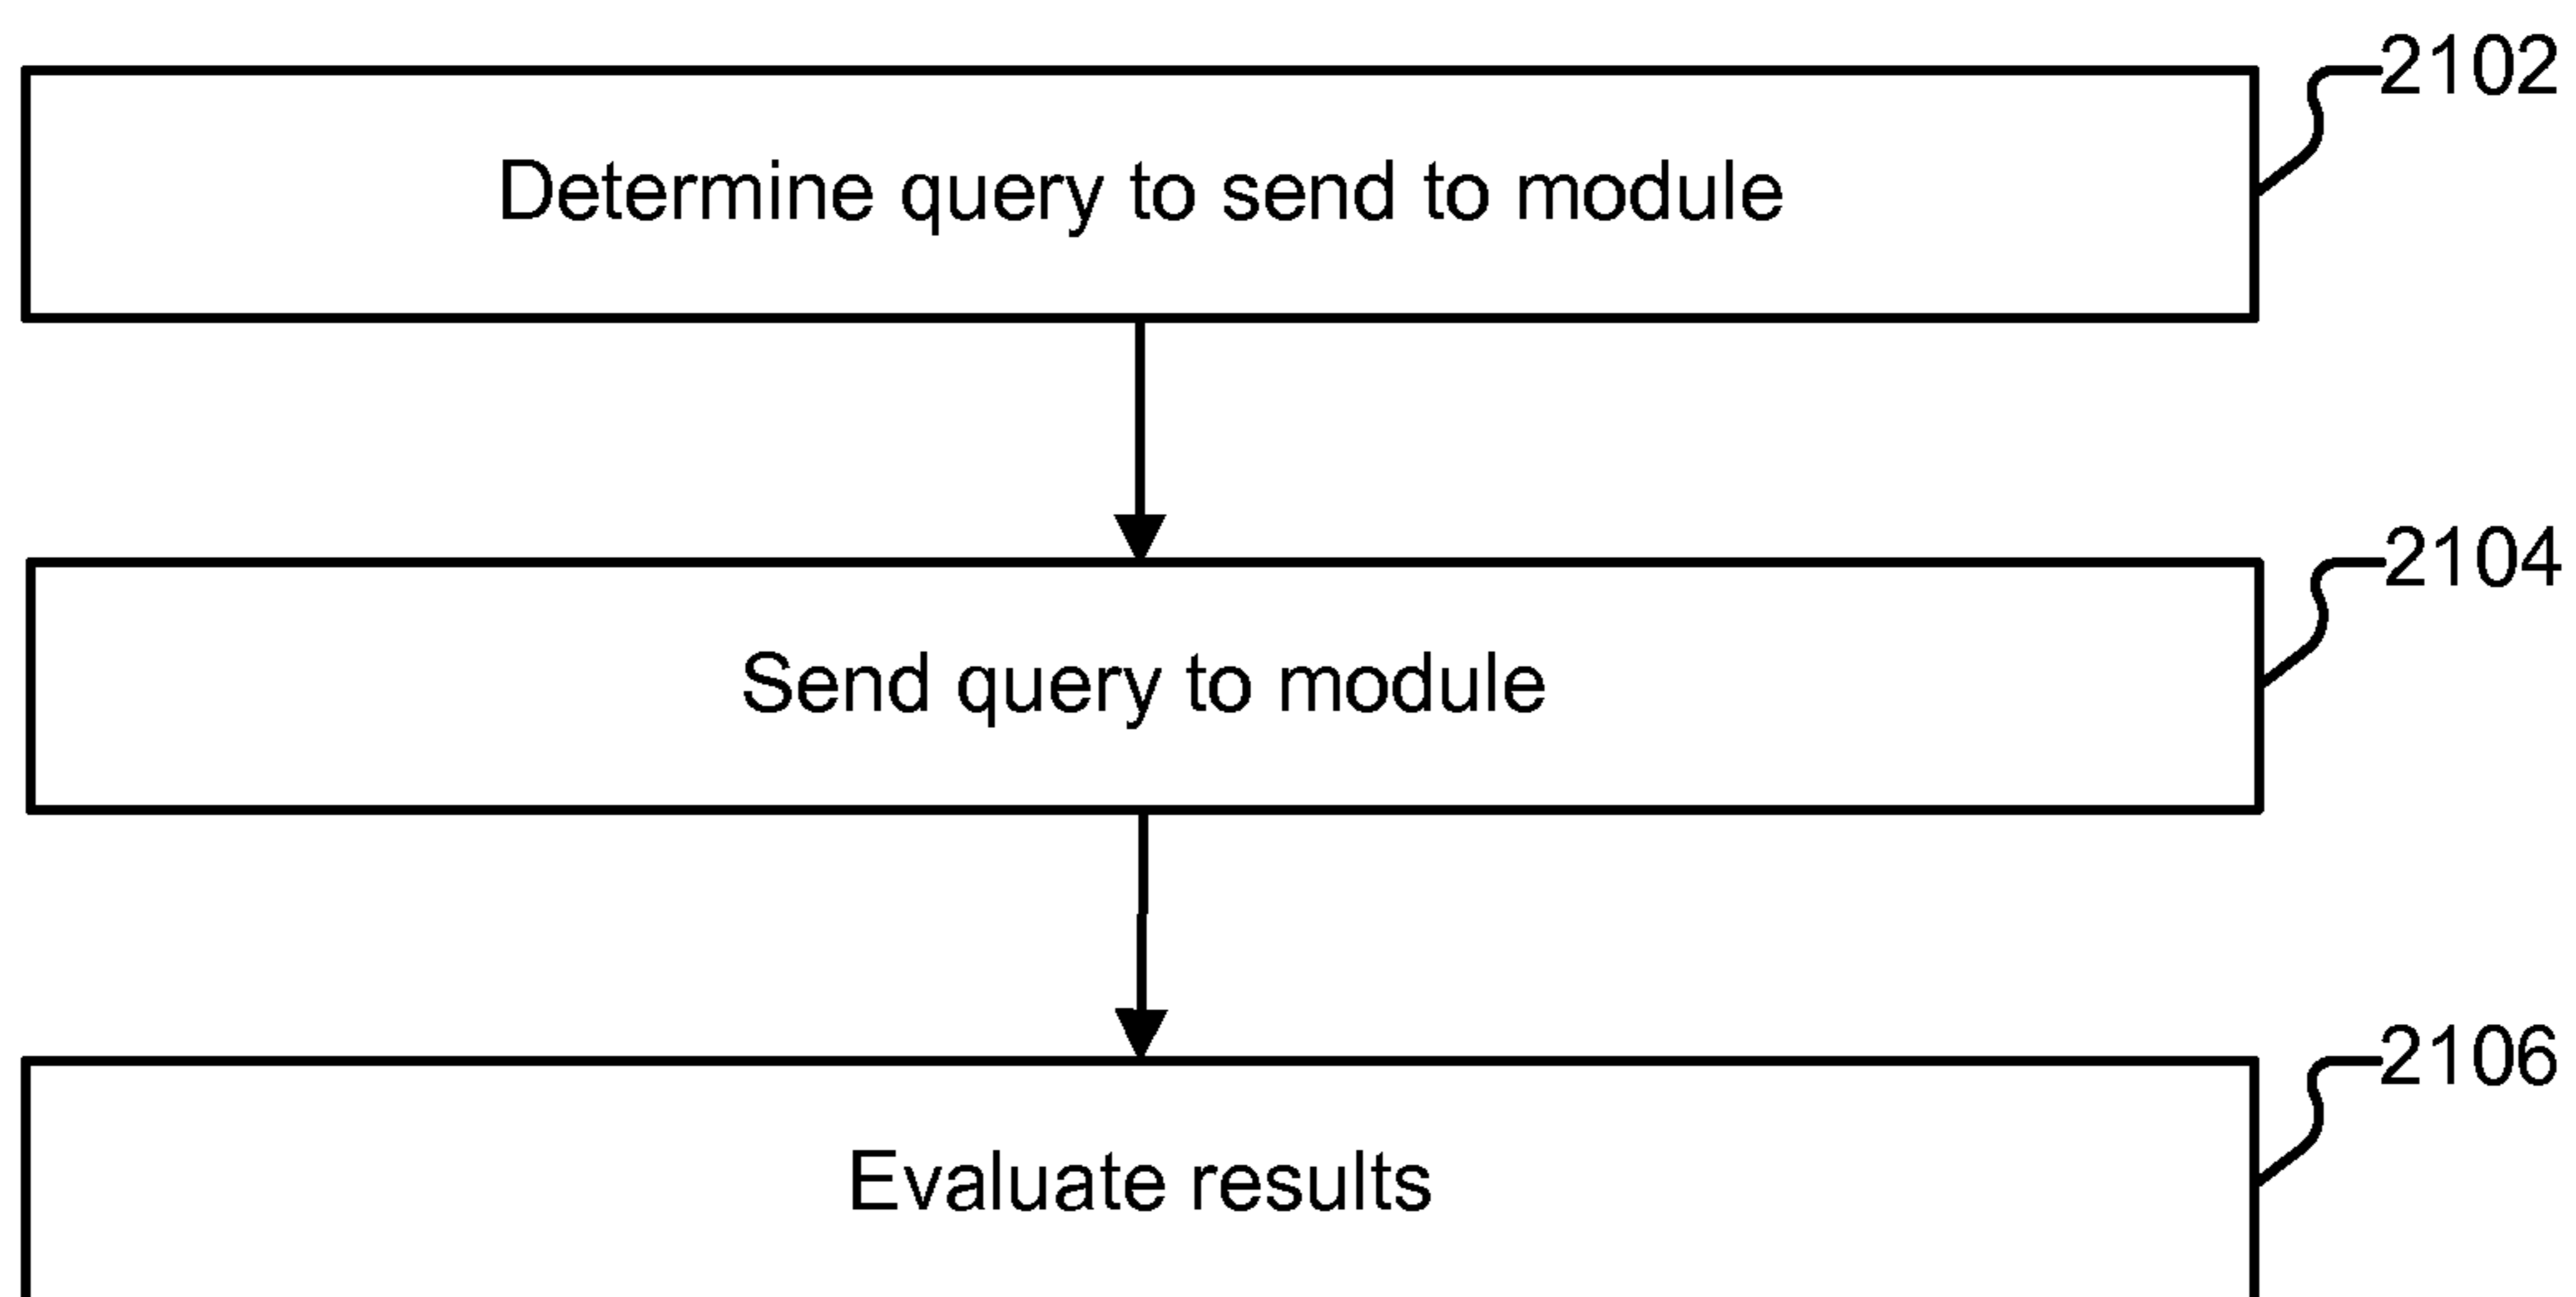 2102
Determine query to send to module
2104
Send query to module
2106
Evaluate results